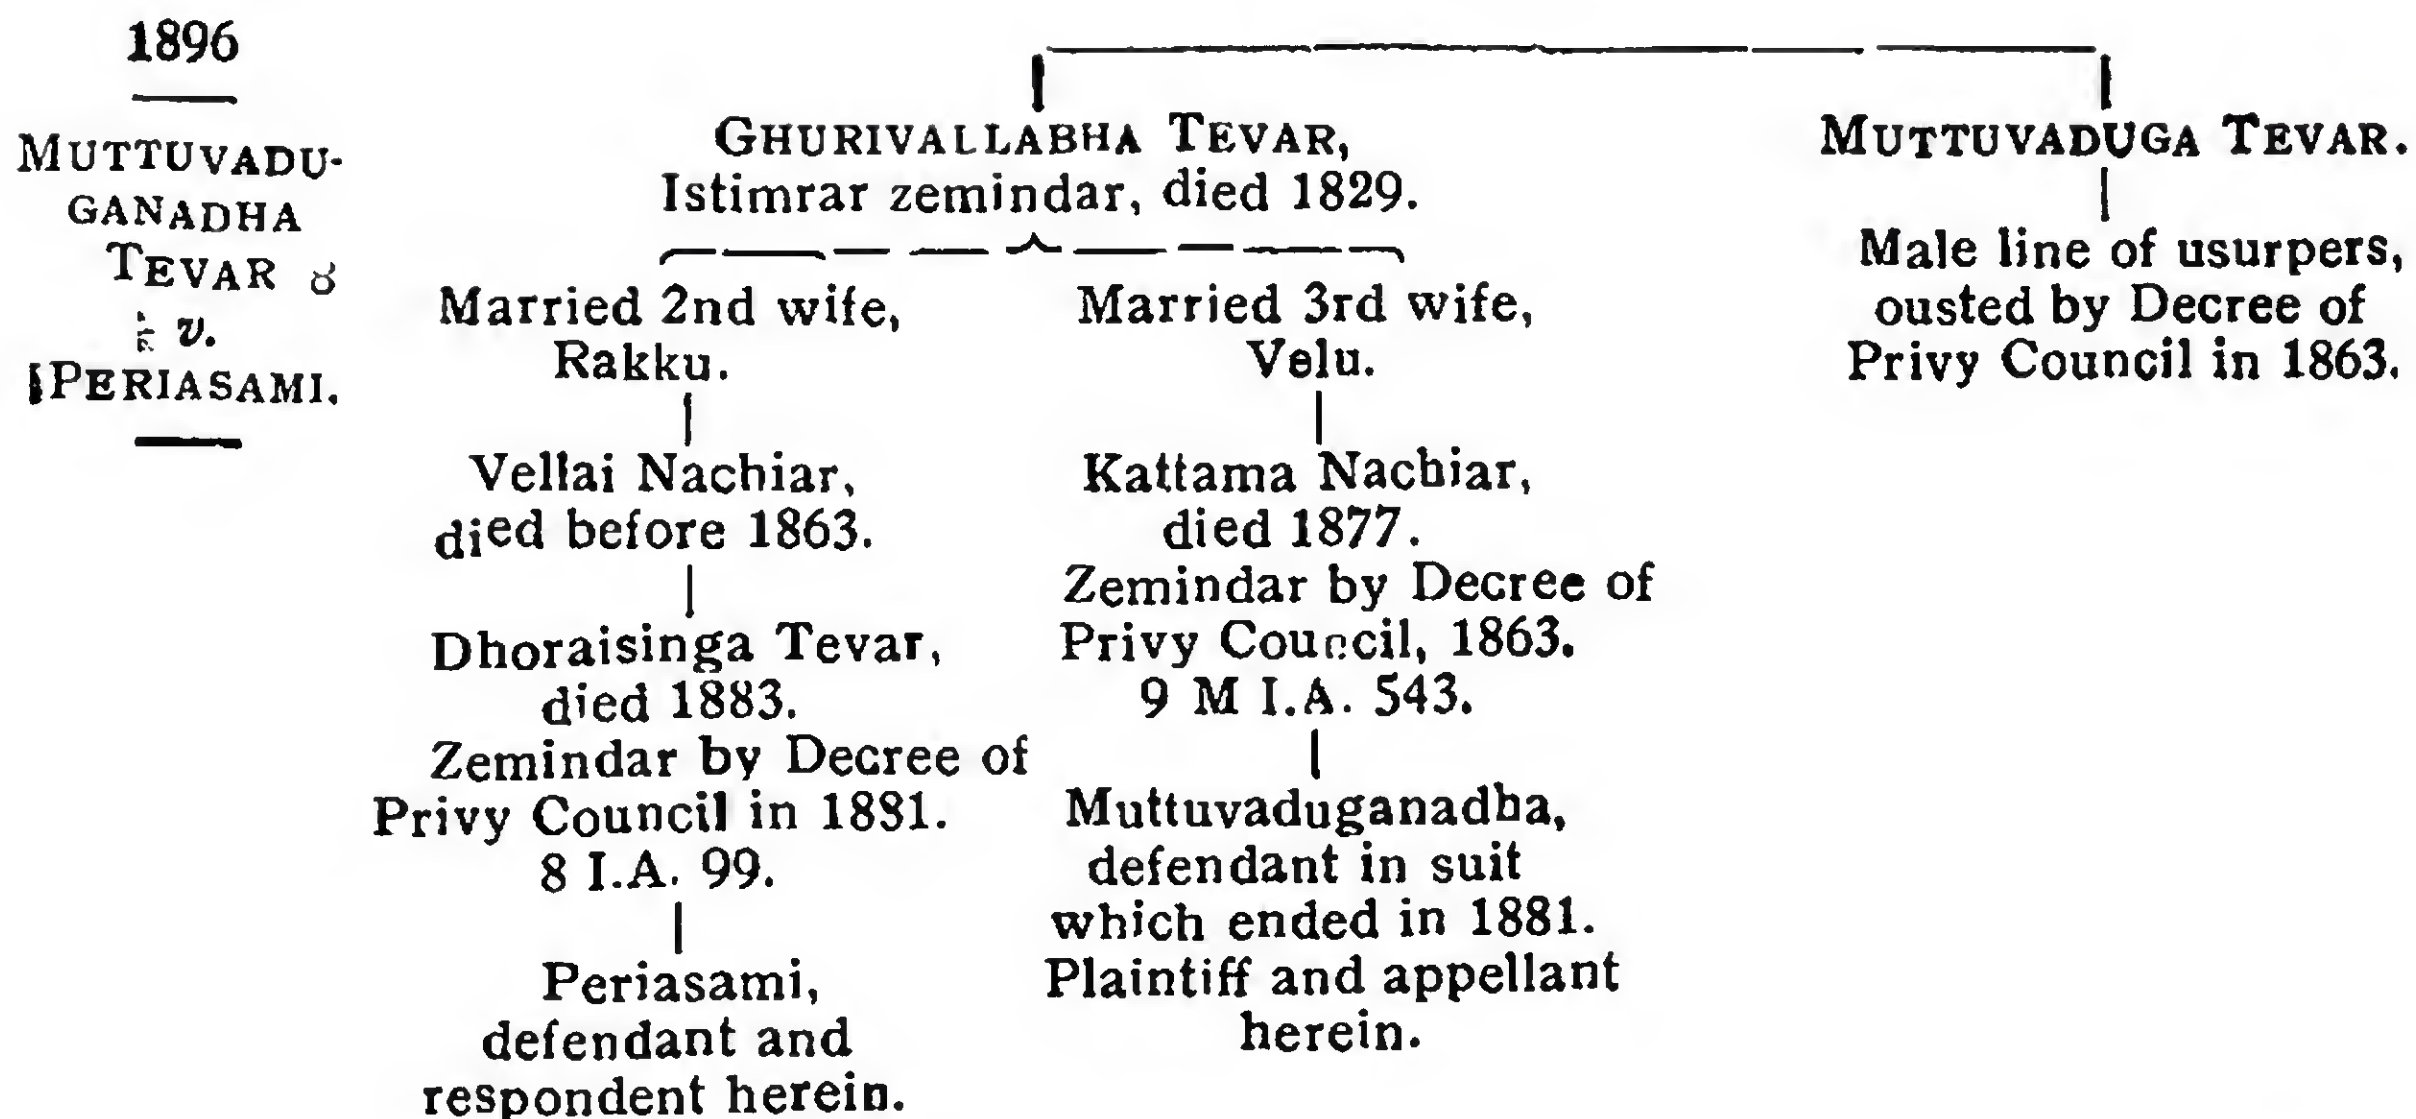 1896
MUTTUVADU-
GANADHA
TEVAR
v.
PERIASAMI.
GHURIVALLABHA TEVAR,
Istimrar zemindar, died 1829.
MUTTUVADUGA TEVAR.
Male line of usurpers,
ousted by Decree of
Privy Council in 1863.
Married 2nd wife,
Rakku.
Vellai Nachiar,
died before 1863.
Dhoraisinga Tevar,
died 1883.
Zemindar by Decree of
Privy Council in 1881.
8 I.A. 99.
Periasami,
defendant and
respondent herein.
Married 3rd wife,
Velu.
Kattama Nachiar,
died 1877.
Zemindar by Decree of
Privy Council, 1863.
9 M I.A. 543.
Muttuvaduganadha,
defendant in suit
which ended in 1881.
Plaintiff and appellant
herein.